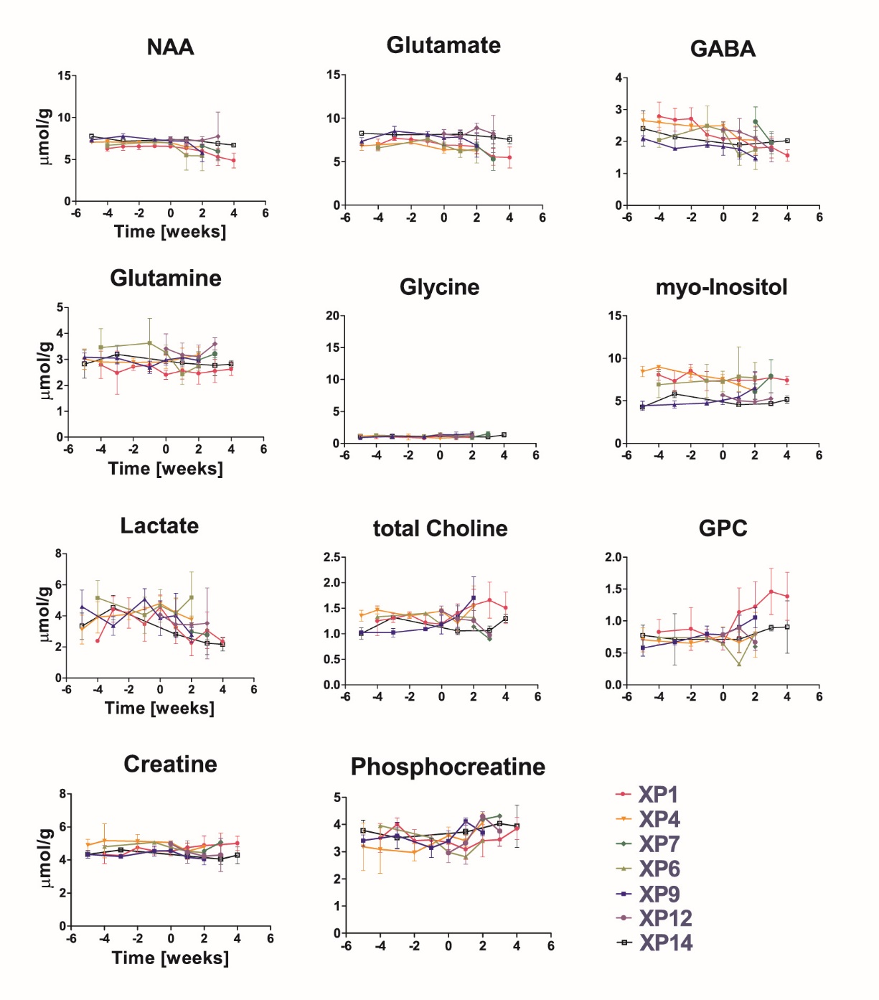 NAA
Glutamate
GABA
15
10
5
0
μmol/g
-6 -4 -2 0 2 4 6
Time [weeks]
15
10
5
0
-6 -4 -2 0 2 4 6
4
3
2
1
0
-6 -4 -2 0 2 4 6
Glutamine
Glycine
myo-Inositol
5
4
3
2
1
0
μmol/g
-6 -4 -2 0 2 4 6
Time [weeks]
20
15
10
5
0
-6 -4 -2 0 2 4 6
15
10
5
0
-6 -4 -2 0 2 4 6
Lactate
total Choline
GPC
8
6
4
2
0
μmol/g
-6 -4 -2 0 2 4 6
Time [weeks]
2.5
2.0
1.5
1.0
0.5
0.0
-6 -4 -2 0 2 4 6
2.0
1.5
1.0
0.5
0.0
-6 -4 -2 0 2 4 6
Creatine
Phosphocreatine
8
6
4
2
0
μmol/g
-6 -4 -2 0 2 4 6
Time [weeks]
5
4
3
2
1
0
-6 -4 -2 0 2 4 6
XP1
XP4
XP7
XP6
XP9
XP12
XP14